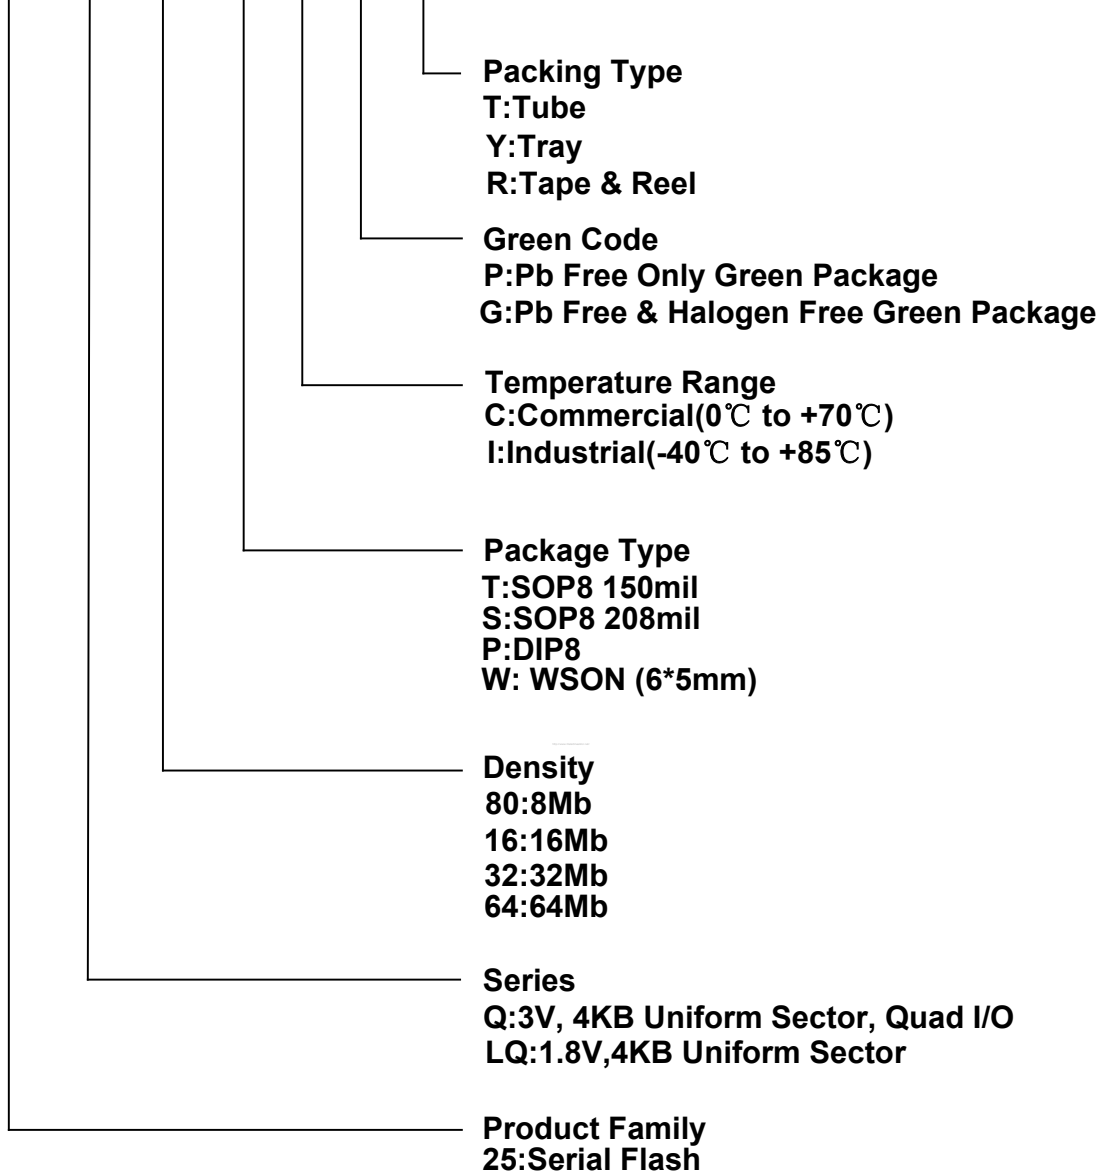 Packing Type
T:Tube
Y:Tray
R:Tape & Reel
Green Code
P:Pb Free Only Green Package
G:Pb Free & Halogen Free Green Package
Temperature Range
C:Commercial(0℃ to +70℃)
I:Industrial(-40℃ to +85℃)
Package Type
T:SOP8 150mil
S:SOP8 208mil
P:DIP8
W: WSON (6*5mm)
Density
80:8Mb
16:16Mb
32:32Mb
64:64Mb
Series
Q:3V, 4KB Uniform Sector, Quad I/O
LQ:1.8V,4KB Uniform Sector
Product Family
25:Serial Flash